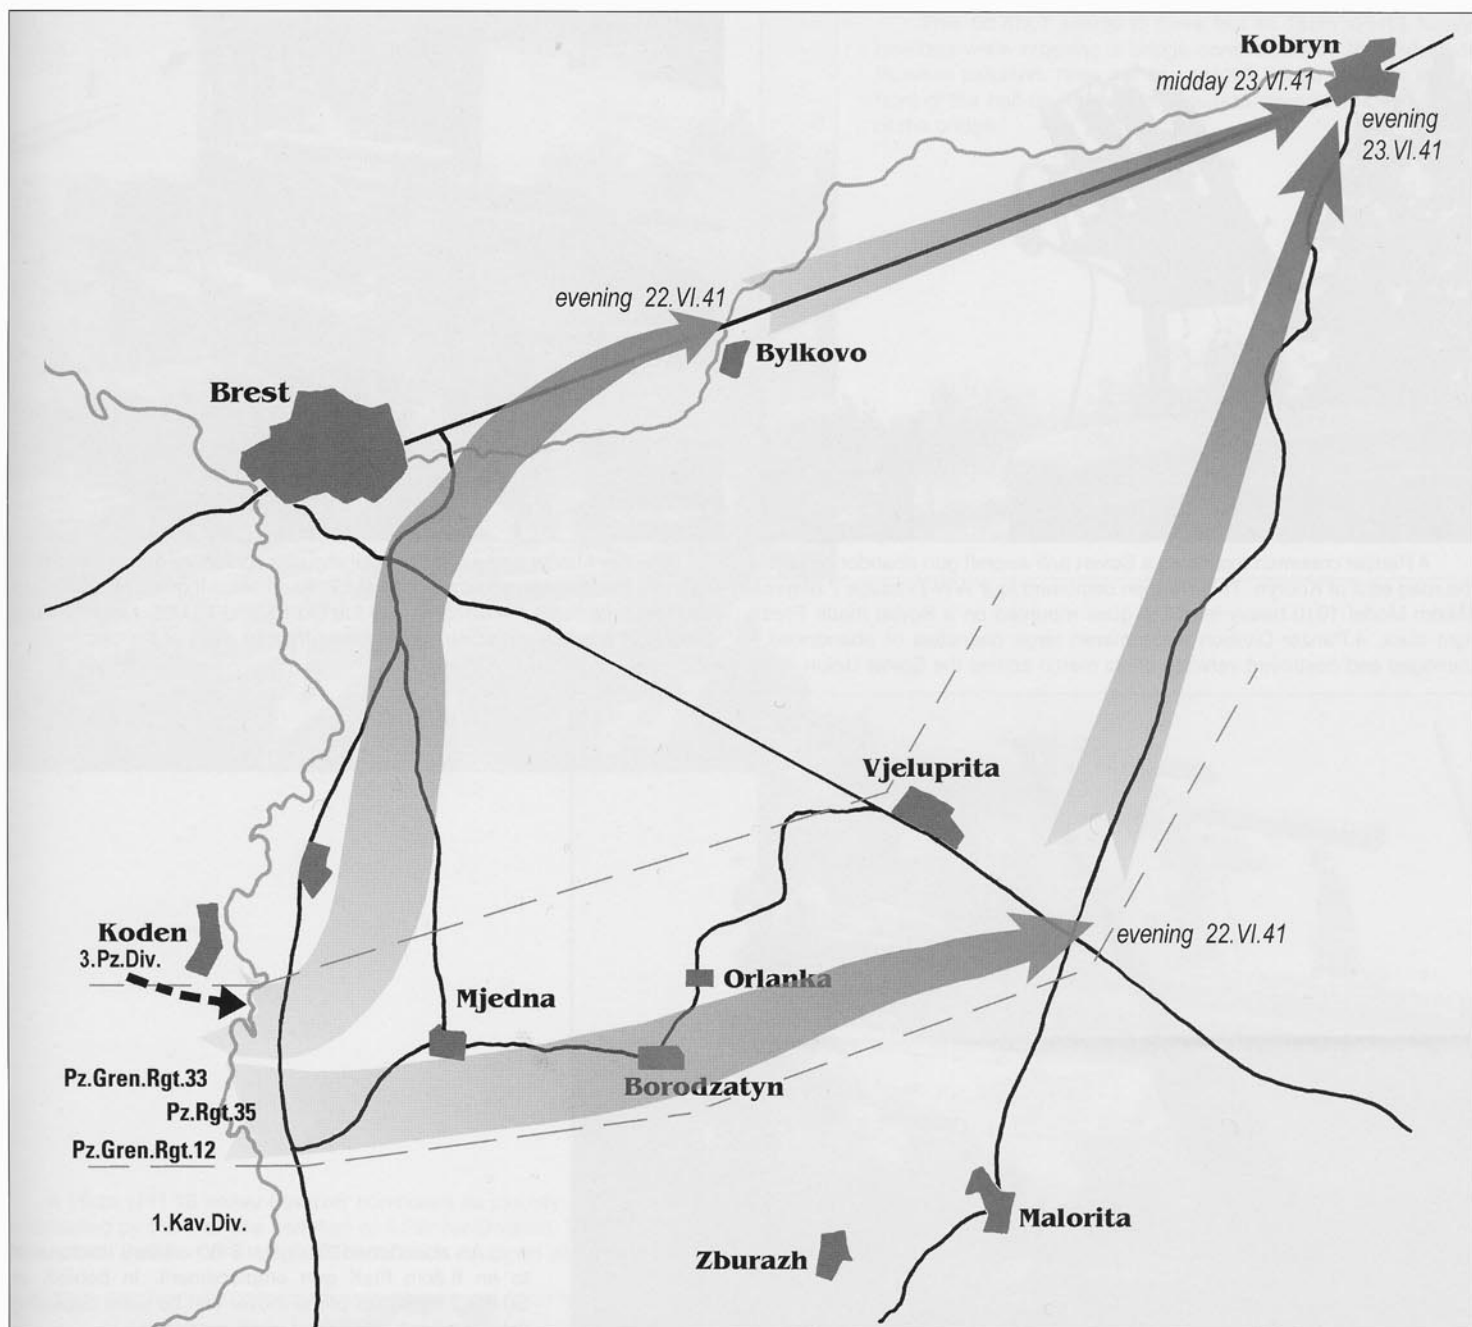 Kobryn
midday 23.VI.41
evening
23.VI.41
evening 22.VI.41
Bylkovo
Brest
Vjeluprita
Koden
3.Pz.Div.
evening 22.VI.41
Orlanka
Mjedna
Pz.Gren.Rgt.33
Borodzatyn
Pz.Rgt.35
Pz.Gren.Rgt.12
1.Kav.Div.
Malorita
Zburazh